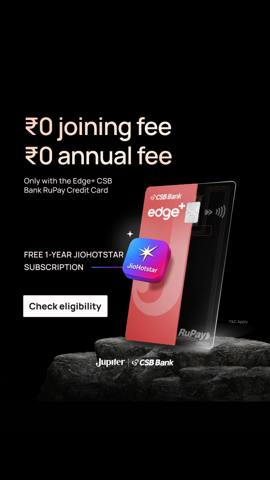 ₹0 joining fee
₹0 annual fee
Only with the Edge+ CSB
Bank RuPay Credit Card
CSB Bank
edge+
FREE 1-YEAR JIOHOTSTAR
SUBSCRIPTION
JioHotstar
Check eligibility
RuPay
T&C Apply
Jupiter | CSB Bank